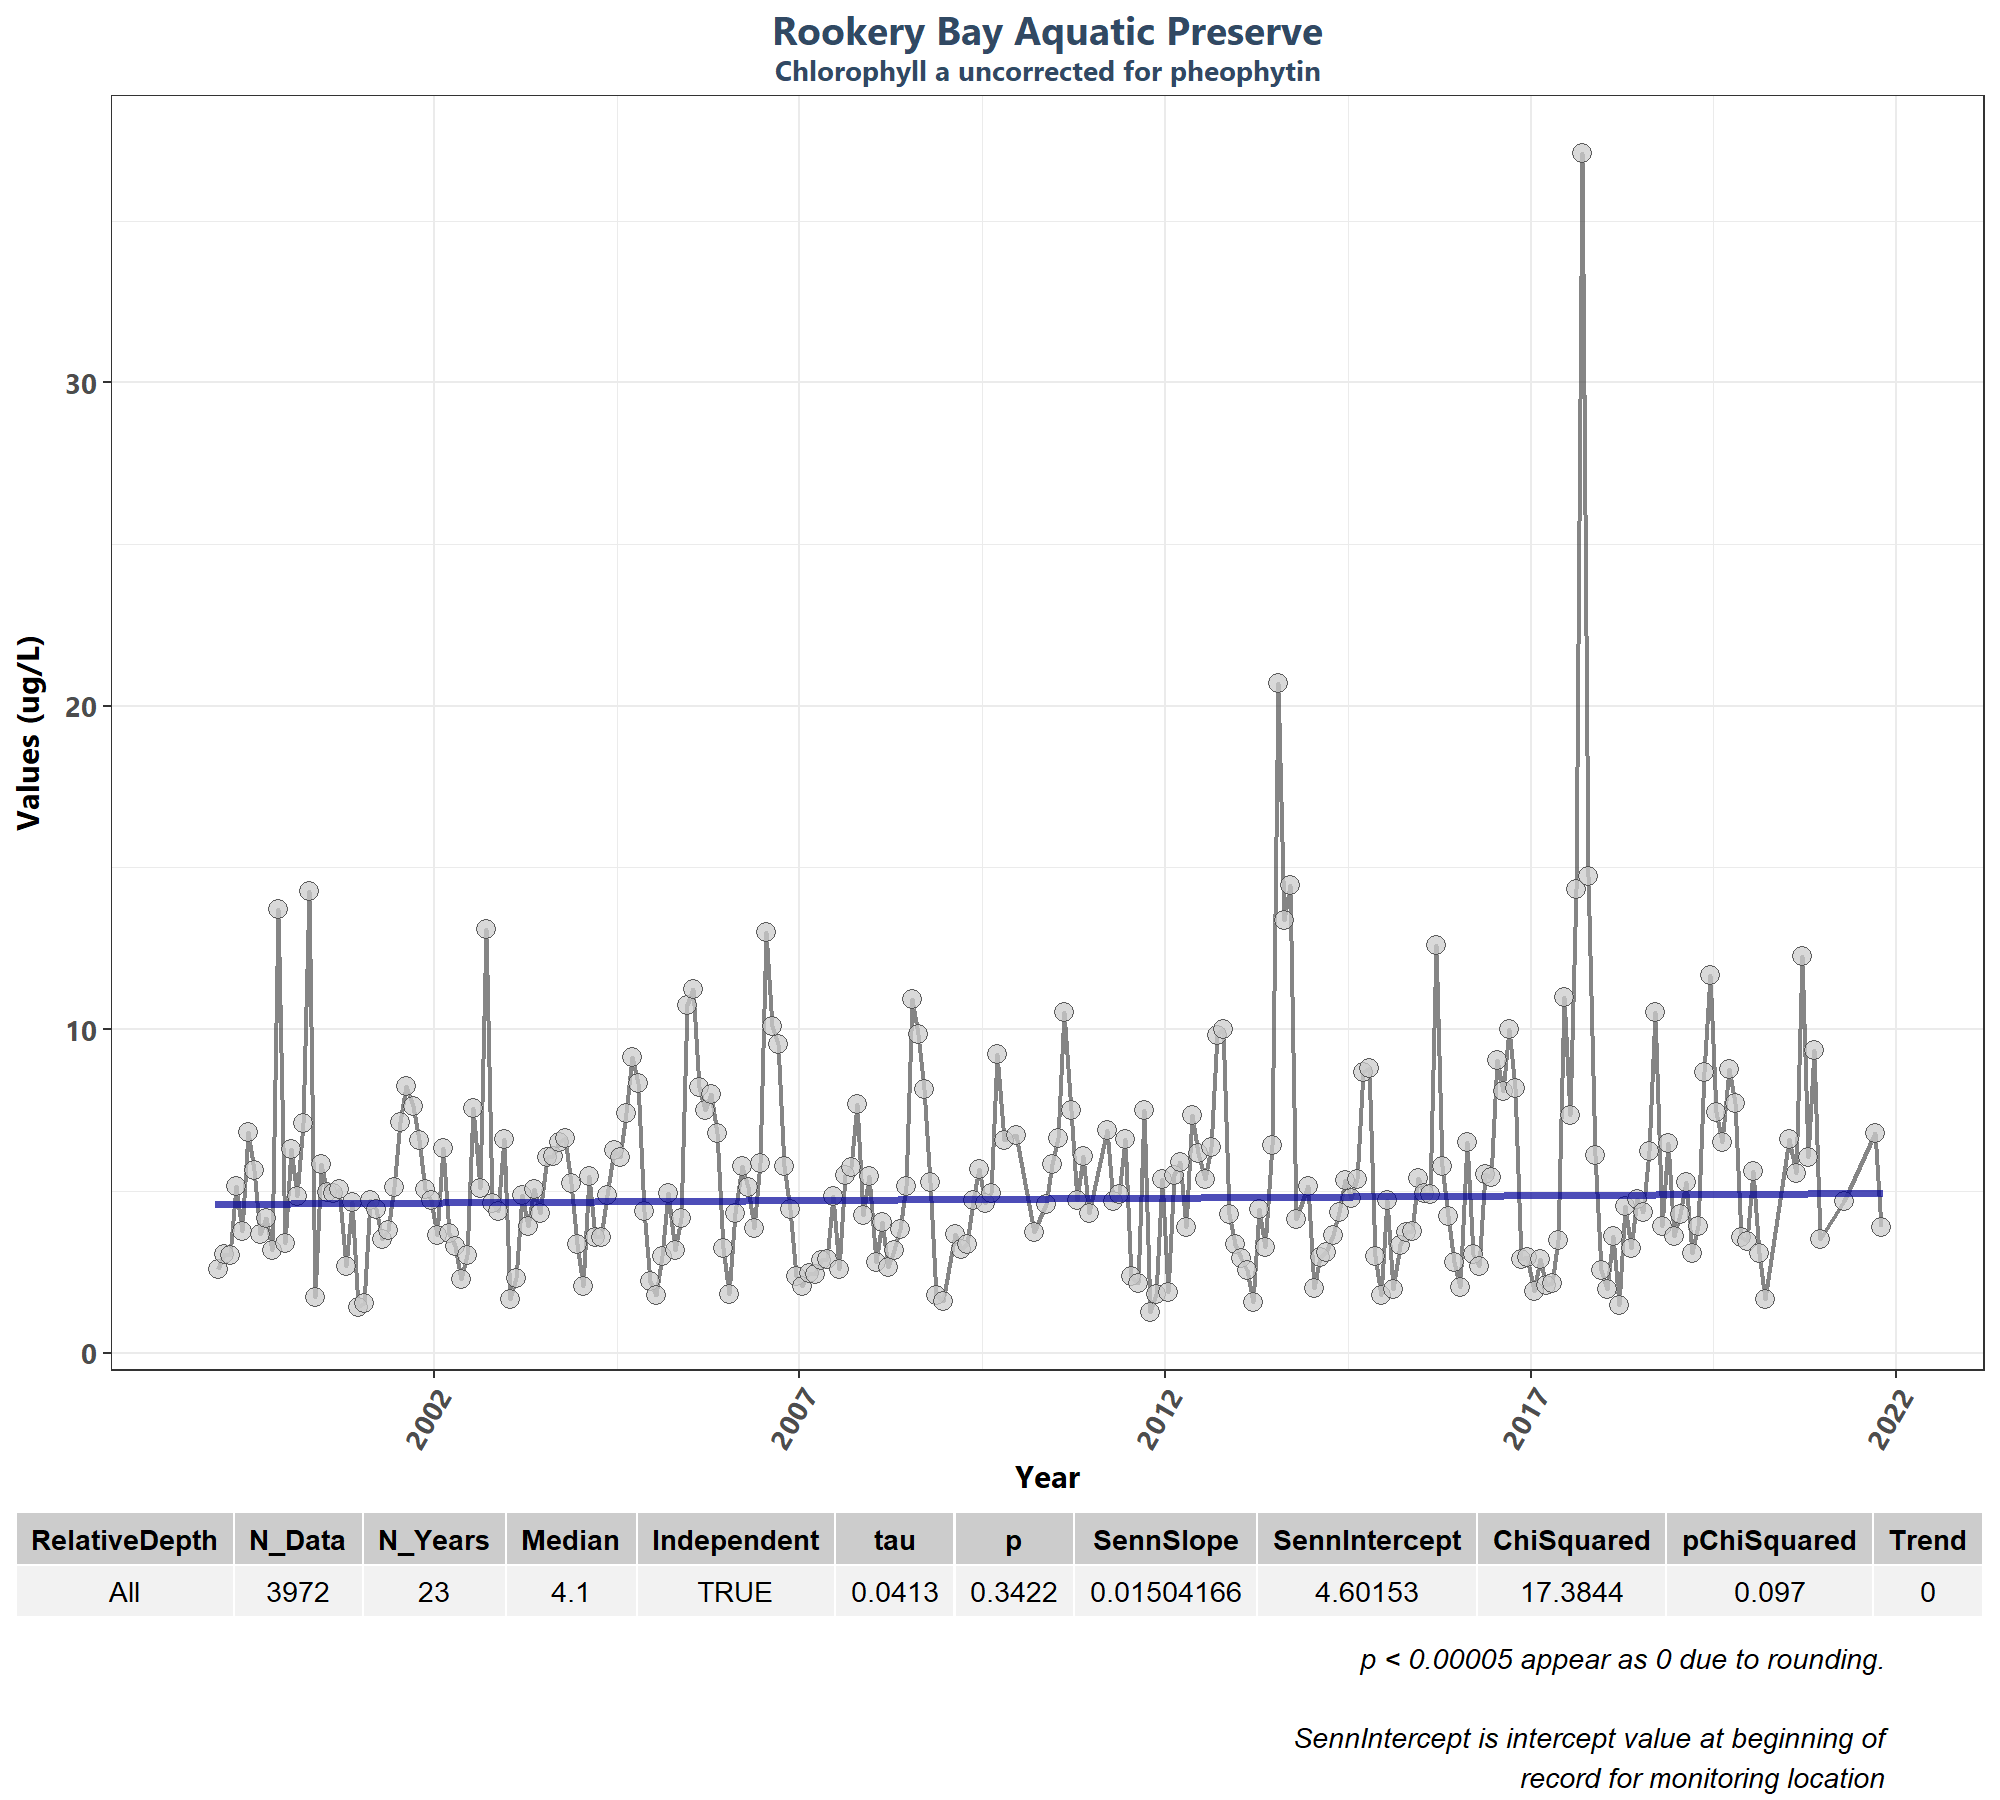 Rookery Bay Aquatic Preserve
Chlorophyll a uncorrected for pheophytin
Values (ug/L)
30
20
10
0
2002 2007 2012 2017 2022
Year
RelativeDepth N_Data N_Years Median Independent tau p SennSlope SennIntercept ChiSquared pChiSquared Trend
All 3972 23 4.1 TRUE 0.0413 0.3422 0.01504166 4.60153 17.3844 0.097 0
p < 0.00005 appear as 0 due to rounding.
SennIntercept is intercept value at beginning of
record for monitoring location